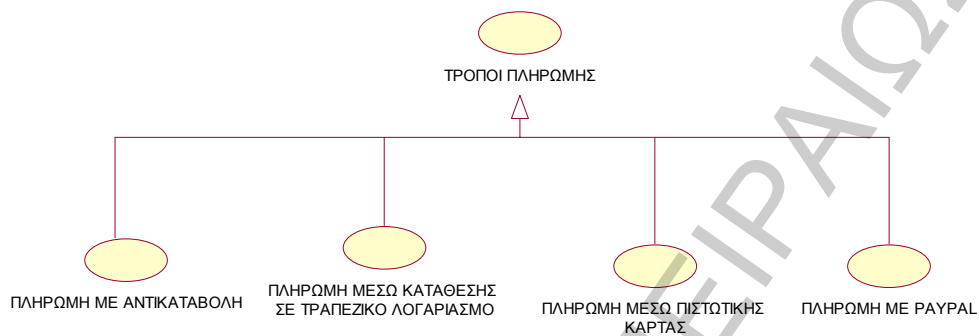 ΤΡΟΠΟΙ ΠΛΗΡΩΜΗΣ
ΠΛΗΡΩΜΗ ΜΕ ΑΝΤΙΚΑΤΑΒΟΛΗ
ΠΛΗΡΩΜΗ ΜΕΣΩ ΚΑΤΑΘΕΣΗΣ
ΣΕ ΤΡΑΠΕΖΙΚΟ ΛΟΓΑΡΙΑΣΜΟ
ΠΛΗΡΩΜΗ ΜΕΣΩ ΠΙΣΤΩΤΙΚΗΣ
ΚΑΡΤΑΣ
ΠΛΗΡΩΜΗ ΜΕ PAYPAL